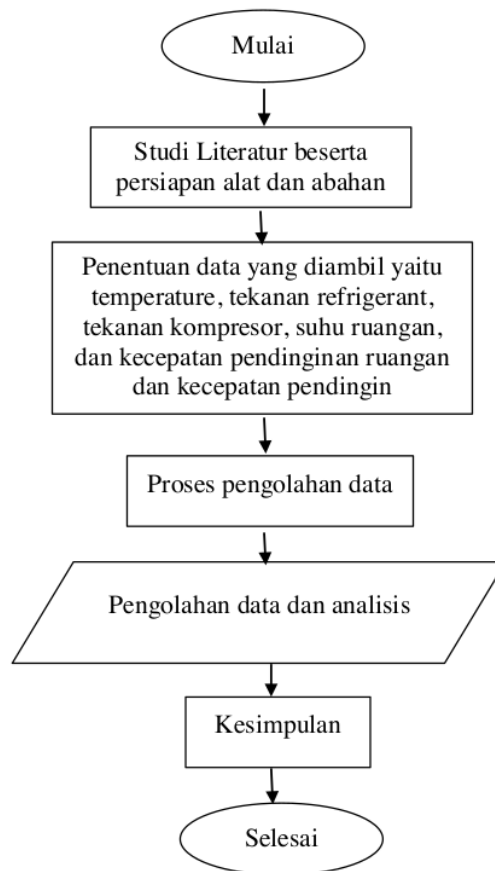 Mulai
Studi Literatur beserta
persiapan alat dan abahan
Penentuan data yang diambil yaitu
temperature, tekanan refrigerant,
tekanan kompresor, suhu ruangan,
dan kecepatan pendinginan ruangan
dan kecepatan pendingin
Proses pengolahan data
Pengolahan data dan analisis
Kesimpulan
Selesai